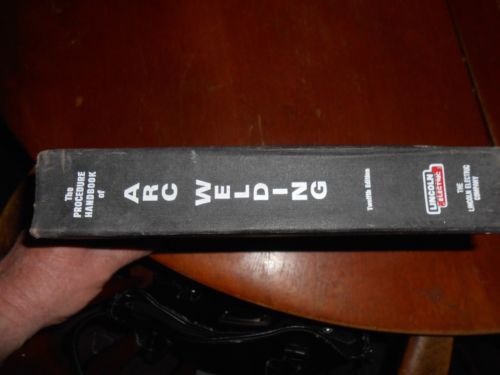 The
PROCEDURE
HANDBOOK
of
ARC WELDING
Twelfth Edition
LINCOLN
ELECTRIC
THE
LINCOLN ELECTRIC
COMPANY